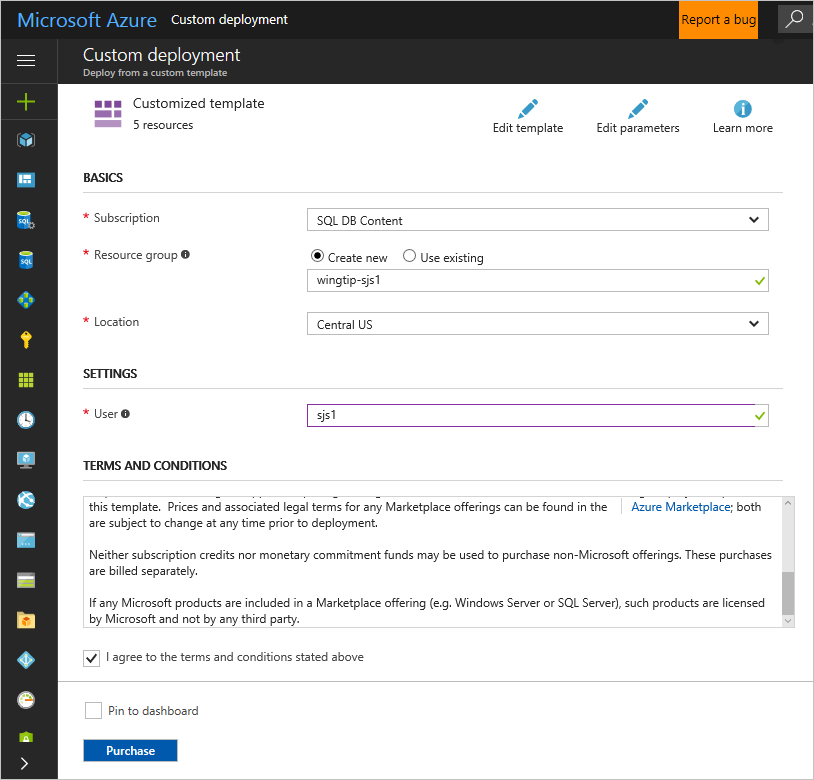 Microsoft Azure Custom deployment Report a bug
Custom deployment
Deploy from a custom template
Customized template
5 resources
Edit template Edit parameters Learn more
BASICS
* Subscription SQL DB Content
* Resource group Create new Use existing
wingtip-sjs1
* Location Central US
SETTINGS
* User sjs1
TERMS AND CONDITIONS
this template. Prices and associated legal terms for any Marketplace offerings can be found in the Azure Marketplace; both
are subject to change at any time prior to deployment.
Neither subscription credits nor monetary commitment funds may be used to purchase non-Microsoft offerings. These purchases
are billed separately.
If any Microsoft products are included in a Marketplace offering (e.g. Windows Server or SQL Server), such products are licensed
by Microsoft and not by any third party.
I agree to the terms and conditions stated above
Pin to dashboard
Purchase
SQL
SQL